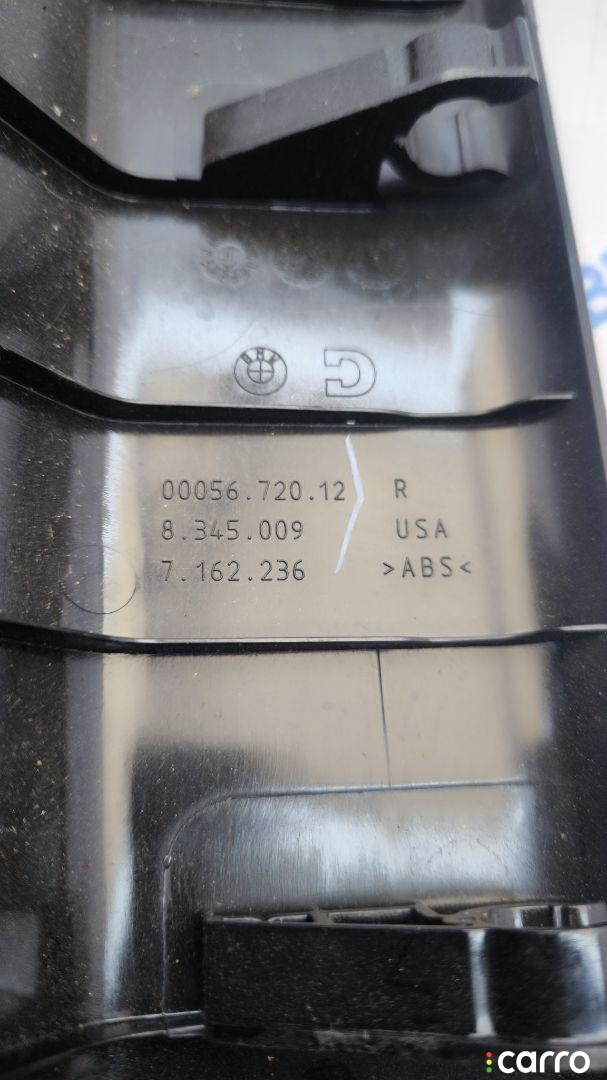 BMW
00056.720.12 R
8.345.009 USA
7.162.236 >ABS<
carro